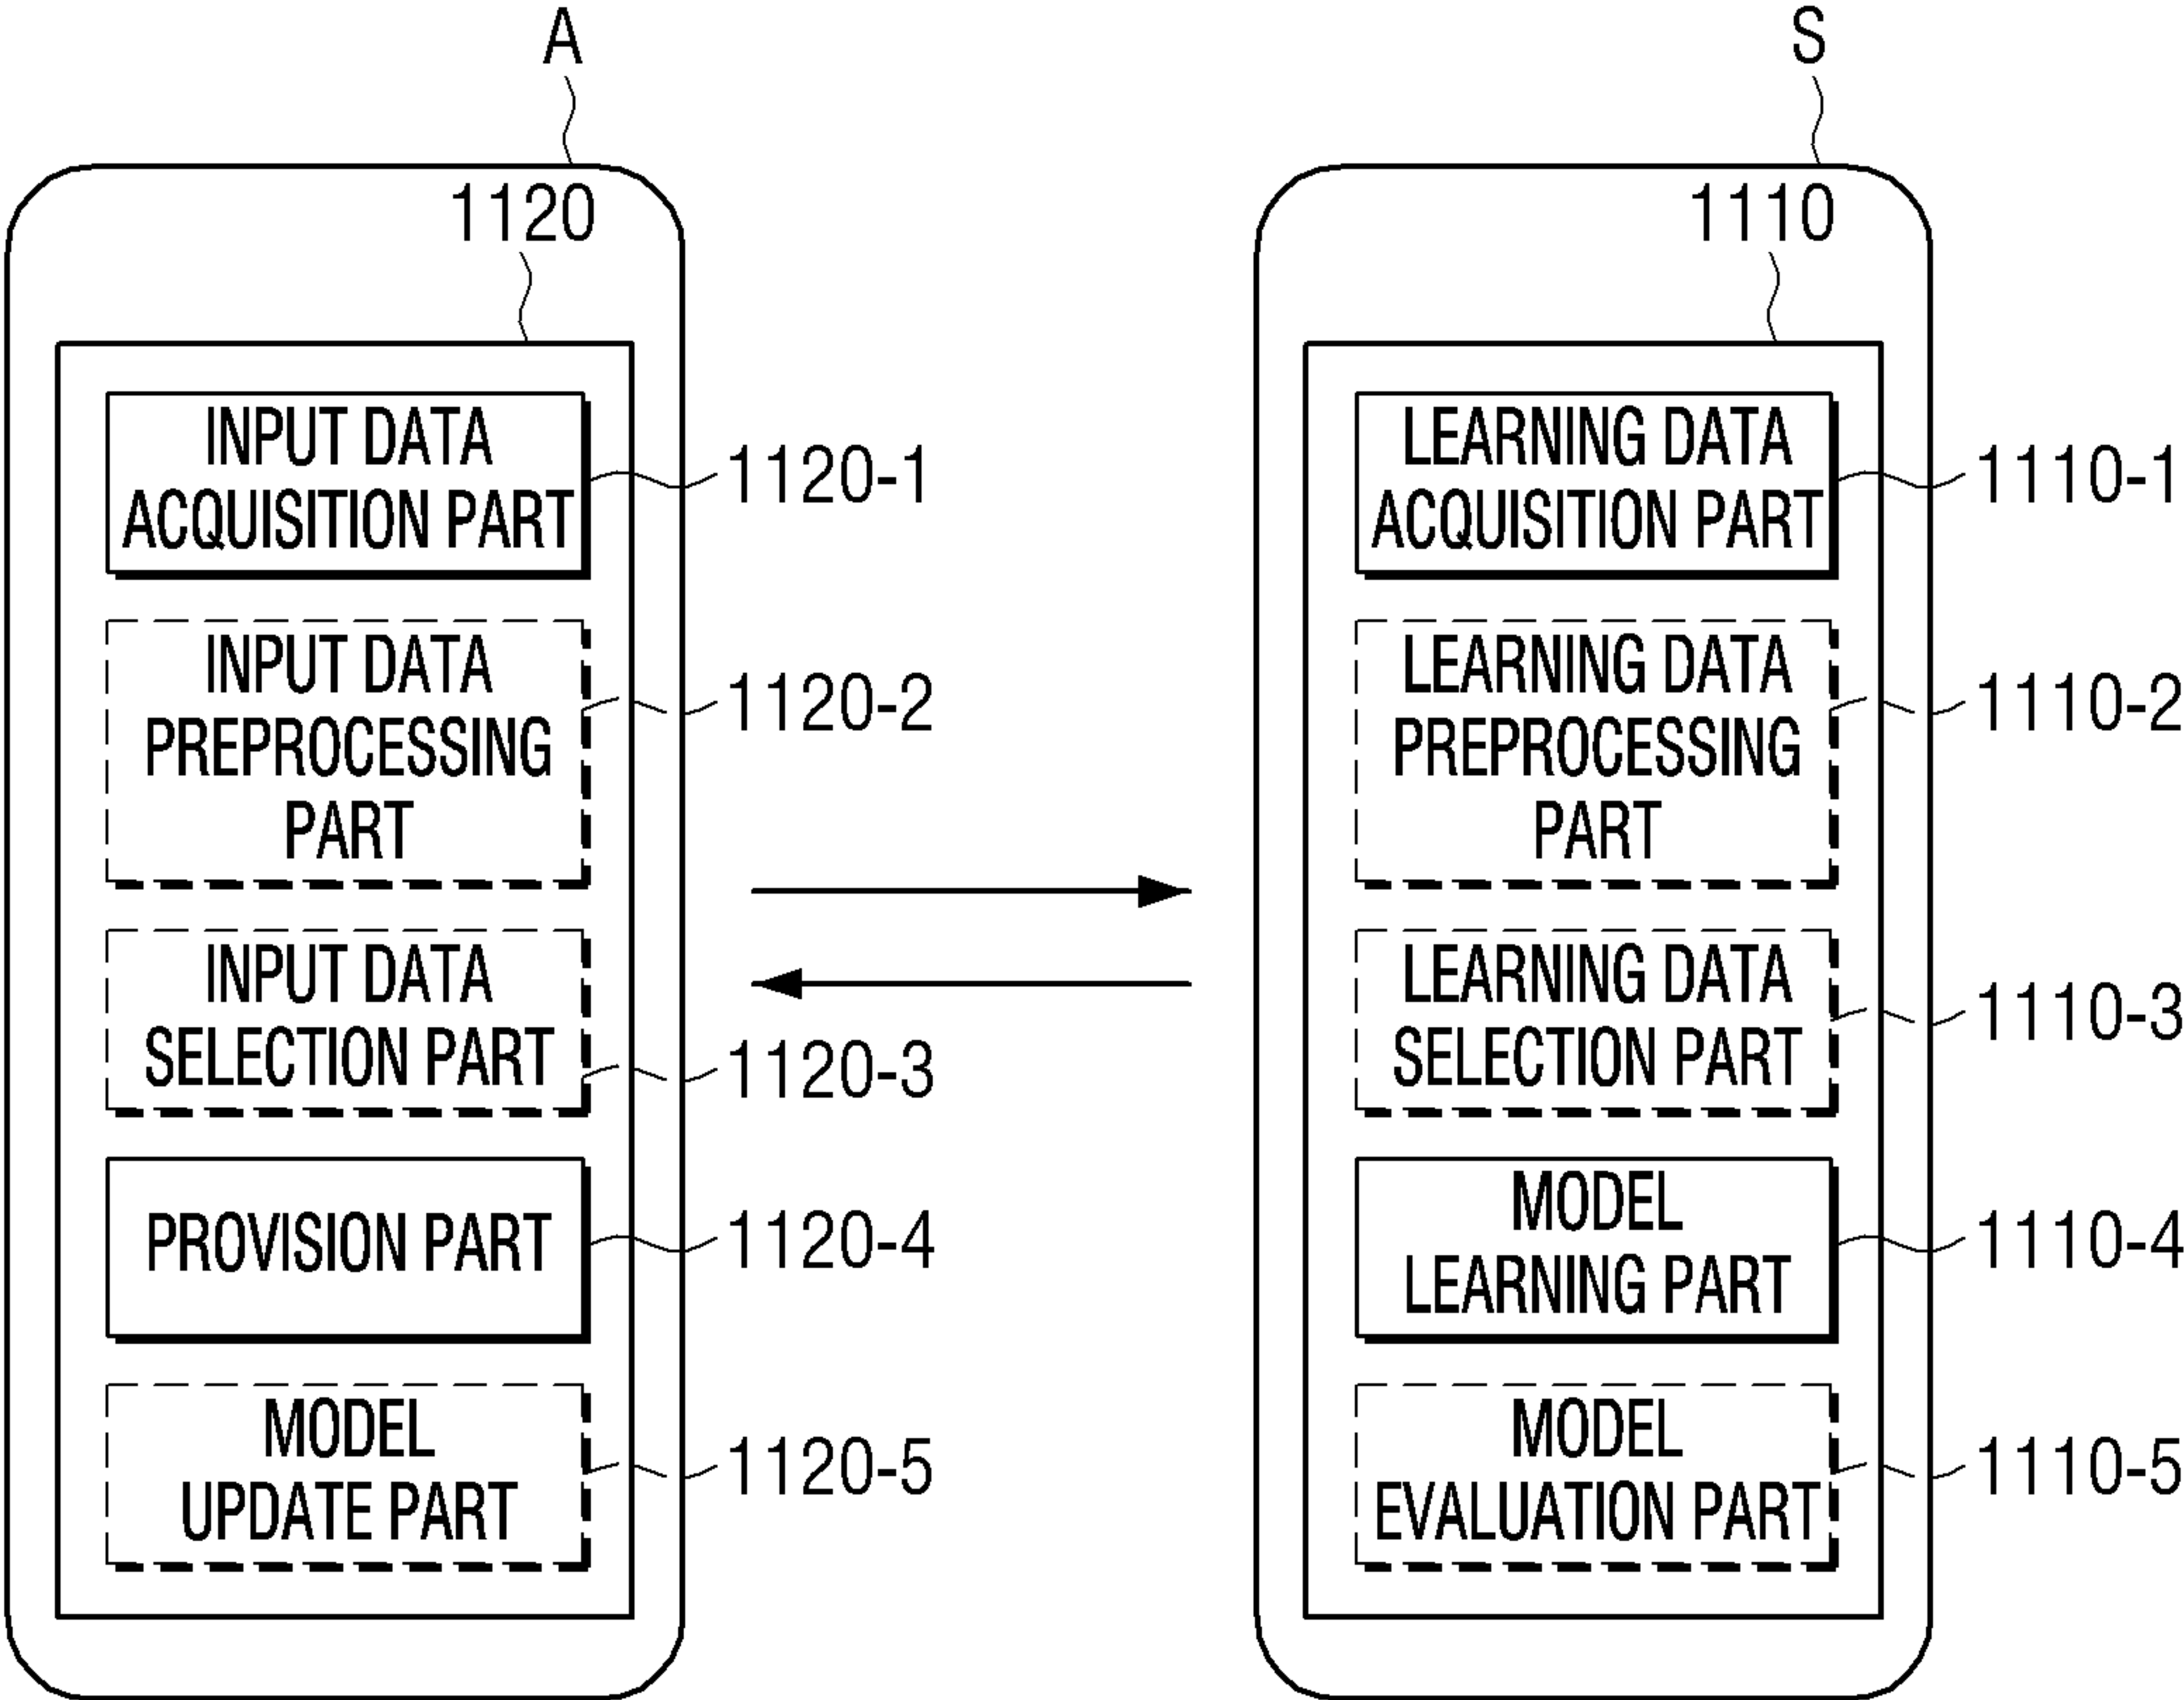 A
1120
INPUT DATA
ACQUISITION PART
1120-1
INPUT DATA
PREPROCESSING
PART
1120-2
INPUT DATA
SELECTION PART
1120-3
PROVISION PART
1120-4
MODEL
UPDATE PART
1120-5
S
1110
LEARNING DATA
ACQUISITION PART
1110-1
LEARNING DATA
PREPROCESSING
PART
1110-2
LEARNING DATA
SELECTION PART
1110-3
MODEL
LEARNING PART
1110-4
MODEL
EVALUATION PART
1110-5